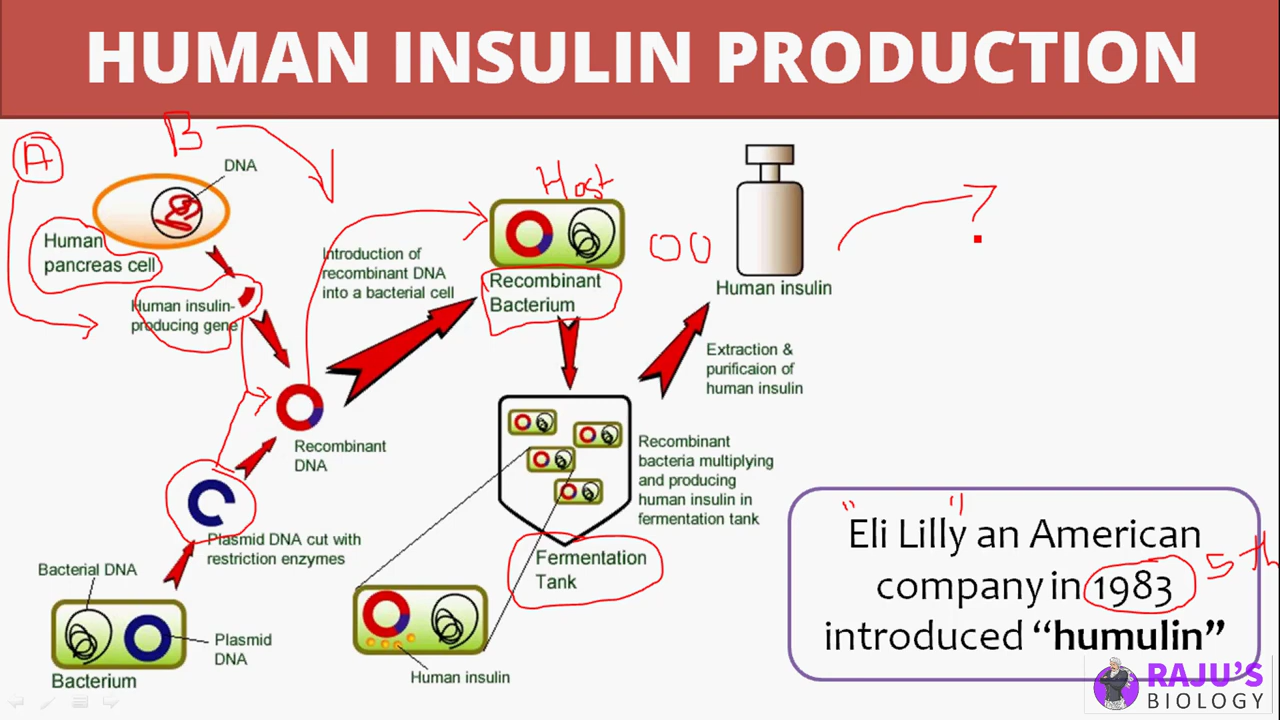 HUMAN INSULIN PRODUCTION
A
B
DNA
Human
pancreas cell
Human insulin-
producing gene
Introduction of
recombinant DNA
into a bacterial cell
Host
Recombinant
Bacterium
Human insulin
?
Extraction &
purificaion of
human insulin
Recombinant
DNA
Plasmid DNA cut with
restriction enzymes
Bacterial DNA
Plasmid
DNA
Bacterium
Recombinant
bacteria multiplying
and producing
human insulin in
fermentation tank
Fermentation
Tank
Human insulin
"Eli Lilly" an American
company in 1983 5th
introduced “humulin”
RAJU'S
BIOLOGY